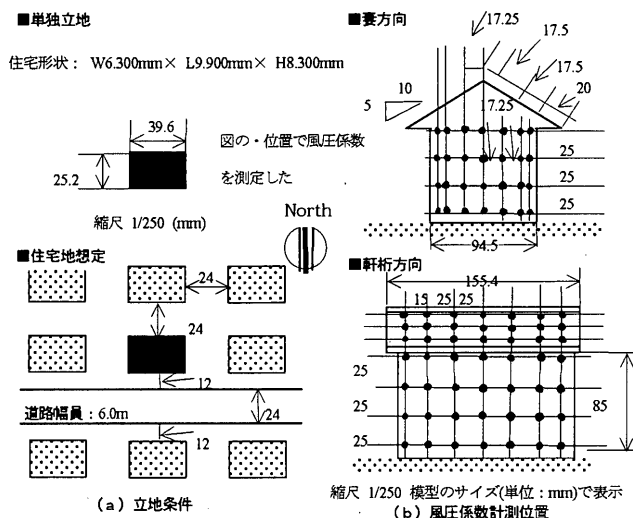 ■単独立地
住宅形状： W6.300mm× L9.900mm× H8.300mm
39.6
25.2
図の・位置で風圧係数
を測定した
縮尺 1/250 (mm)
North
■住宅地想定
24
24
12
道路幅員：6.0m
24
12
（a）立地条件
■妻方向
17.25
17.5
17.5
20
10
5
17.25
25
25
25
94.5
■軒桁方向
155.4
15 25 25
25
25
25
85
縮尺 1/250 模型のサイズ(単位：mm)で表示
（b）風圧係数計測位置